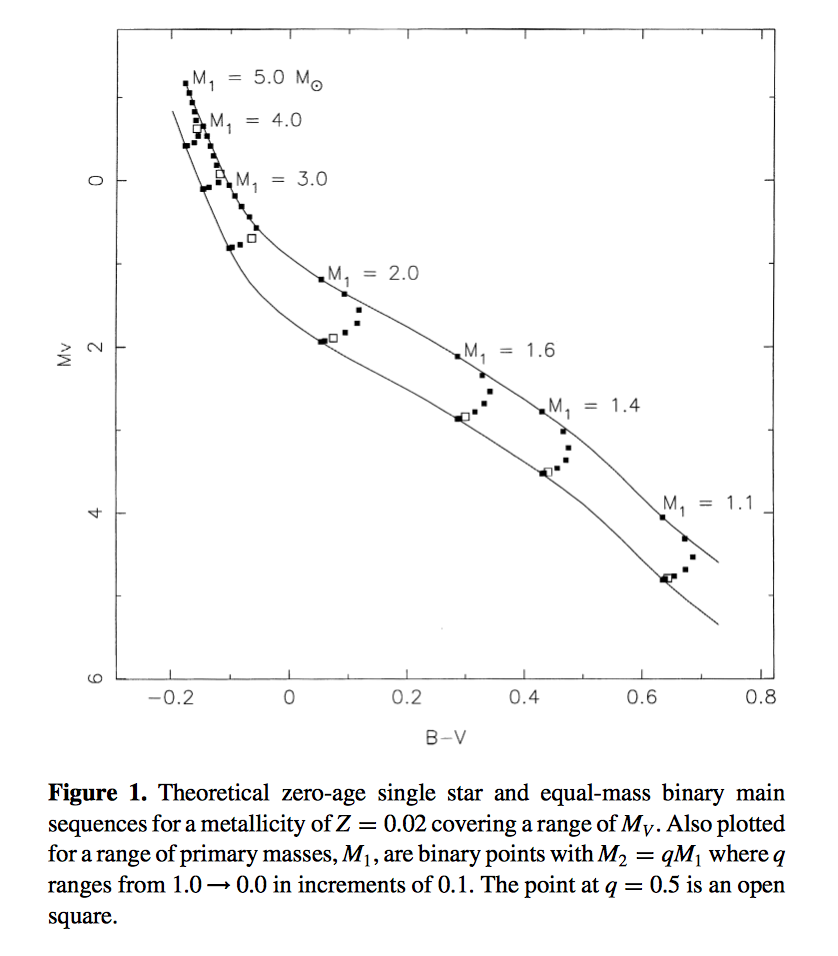 M₁ = 5.0 M⊙
M₁ = 4.0
M₁ = 3.0
M₁ = 2.0
M₁ = 1.6
M₁ = 1.4
M₁ = 1.1
0
2
4
6
Mv
−0.2 0 0.2 0.4 0.6 0.8
B−V
Figure 1. Theoretical zero-age single star and equal-mass binary main
sequences for a metallicity of Z = 0.02 covering a range of M_V. Also plotted
for a range of primary masses, M₁, are binary points with M₂ = qM₁ where q
ranges from 1.0 → 0.0 in increments of 0.1. The point at q = 0.5 is an open
square.